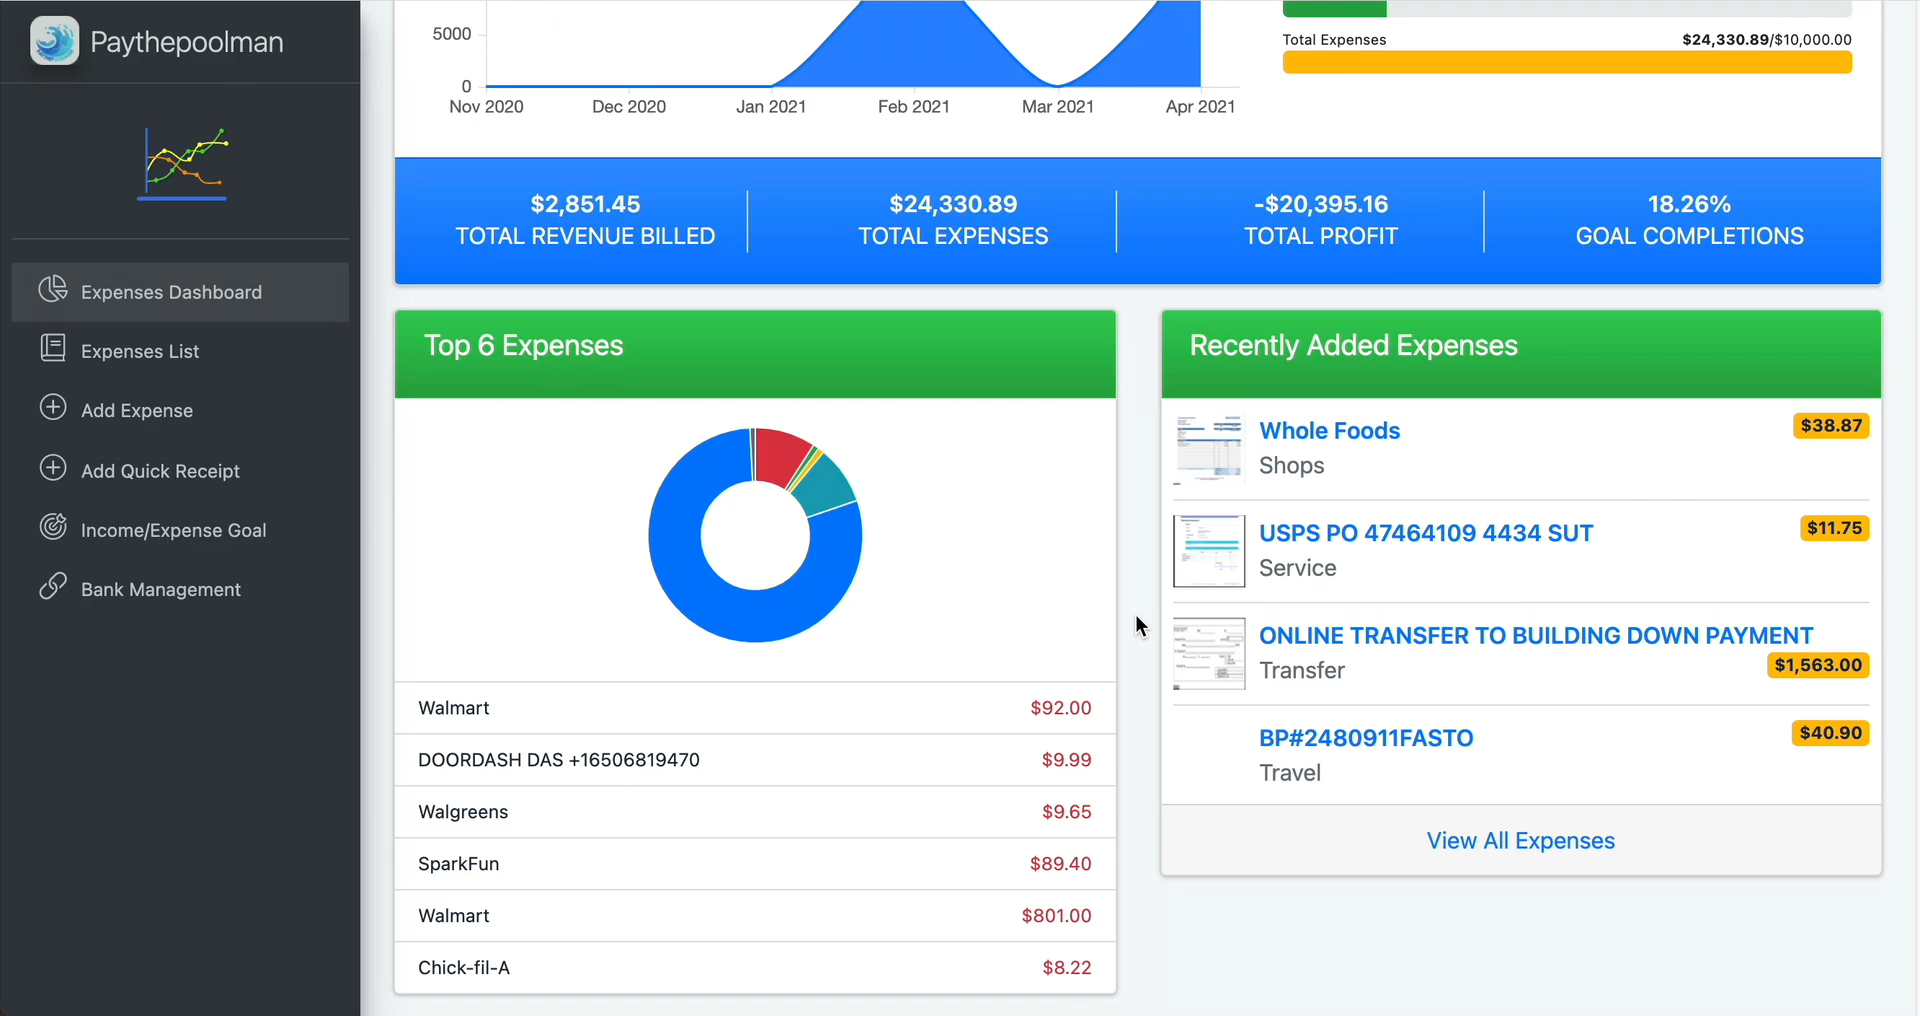 Paythepoolman
Expenses Dashboard
Expenses List
Add Expense
Add Quick Receipt
Income/Expense Goal
Bank Management
5000
0
Nov 2020 Dec 2020 Jan 2021 Feb 2021 Mar 2021 Apr 2021
Total Expenses $24,330.89/$10,000.00
$2,851.45 $24,330.89 -$20,395.16 18.26%
TOTAL REVENUE BILLED TOTAL EXPENSES TOTAL PROFIT GOAL COMPLETIONS
Top 6 Expenses
Walmart $92.00
DOORDASH DAS +16506819470 $9.99
Walgreens $9.65
SparkFun $89.40
Walmart $801.00
Chick-fil-A $8.22
Recently Added Expenses
Whole Foods $38.87
Shops
USPS PO 47464109 4434 SUT $11.75
Service
ONLINE TRANSFER TO BUILDING DOWN PAYMENT
Transfer $1,563.00
BP#2480911FASTO $40.90
Travel
View All Expenses